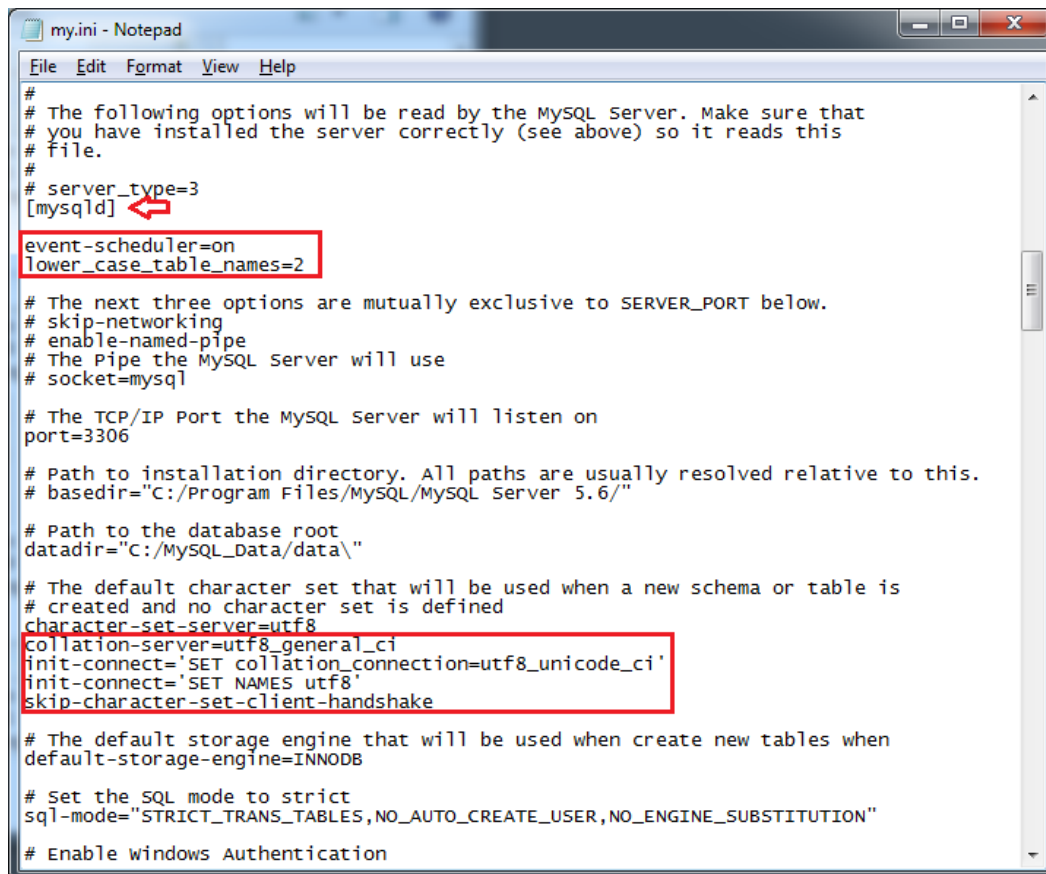 my.ini - Notepad
File Edit Format View Help
#
# The following options will be read by the MySQL Server. Make sure that
# you have installed the server correctly (see above) so it reads this
# file.
#
# server_type=3
[mysqld]
event-scheduler=on
lower_case_table_names=2
# The next three options are mutually exclusive to SERVER_PORT below.
# skip-networking
# enable-named-pipe
# The Pipe the MySQL Server will use
# socket=mysql
# The TCP/IP Port the MySQL Server will listen on
port=3306
# Path to installation directory. All paths are usually resolved relative to this.
# basedir="C:/Program Files/MySQL/MySQL Server 5.6/"
# Path to the database root
datadir="C:/MySQL_Data/data\"
# The default character set that will be used when a new schema or table is
# created and no character set is defined
character-set-server=utf8
collation-server=utf8_general_ci
init-connect='SET collation_connection=utf8_unicode_ci'
init-connect='SET NAMES utf8'
skip-character-set-client-handshake
# The default storage engine that will be used when create new tables when
default-storage-engine=INNODB
# Set the SQL mode to strict
sql-mode="STRICT_TRANS_TABLES,NO_AUTO_CREATE_USER,NO_ENGINE_SUBSTITUTION"
# Enable Windows Authentication